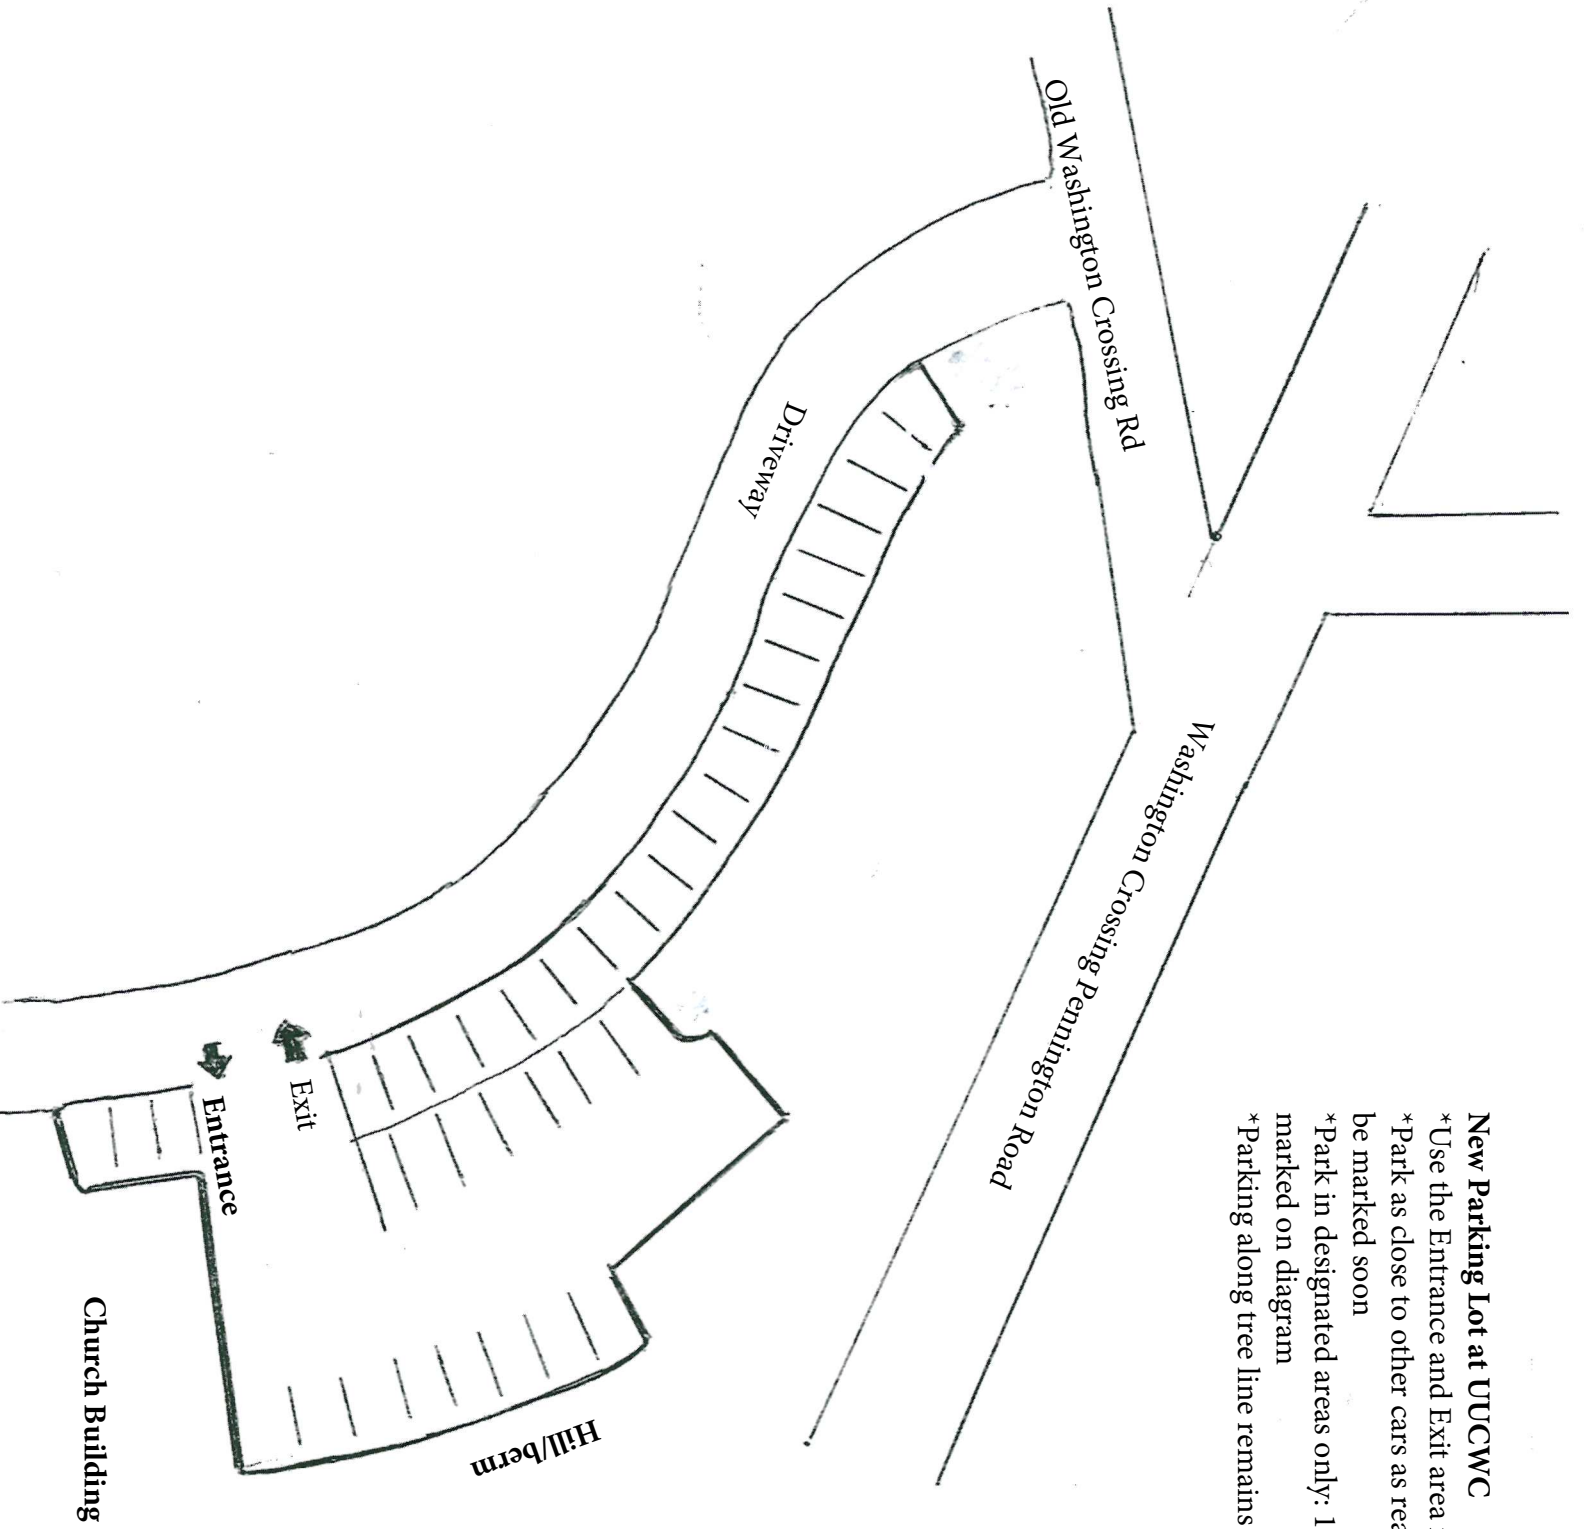 New Parking Lot at UUCWC
*Use the Entrance and Exit area
*Park as close to other cars as
be marked soon
*Park in designated areas only: 1
marked on diagram
*Parking along tree line remains
Old Washington Crossing Rd
Washington Crossing Pennington Road
Driveway
Exit
Entrance
Hill/berm
Church Building